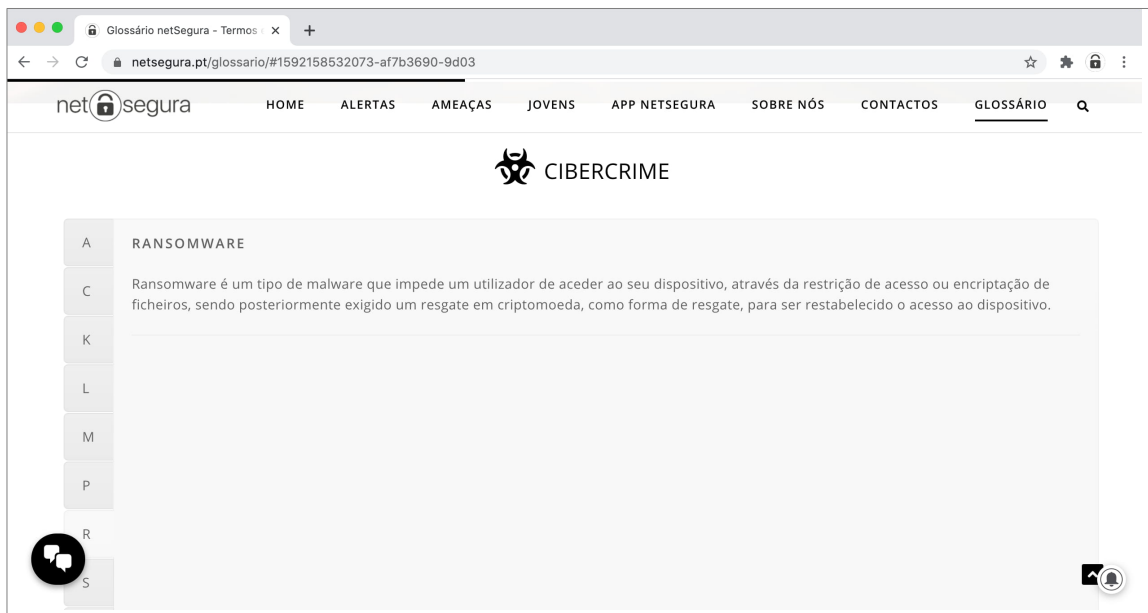 Glossário netSegura - Termos
netsegura.pt/glossario/#1592158532073-af7b3690-9d03
net segura HOME ALERTAS AMEAÇAS JOVENS APP NETSEGURA SOBRE NÓS CONTACTOS GLOSSÁRIO
CIBERCRIME
A
RANSOMWARE
Ransomware é um tipo de malware que impede um utilizador de aceder ao seu dispositivo, através da restrição de acesso ou encriptação de
ficheiros, sendo posteriormente exigido um resgate em criptomoeda, como forma de resgate, para ser restabelecido o acesso ao dispositivo.
C
K
L
M
P
R
S